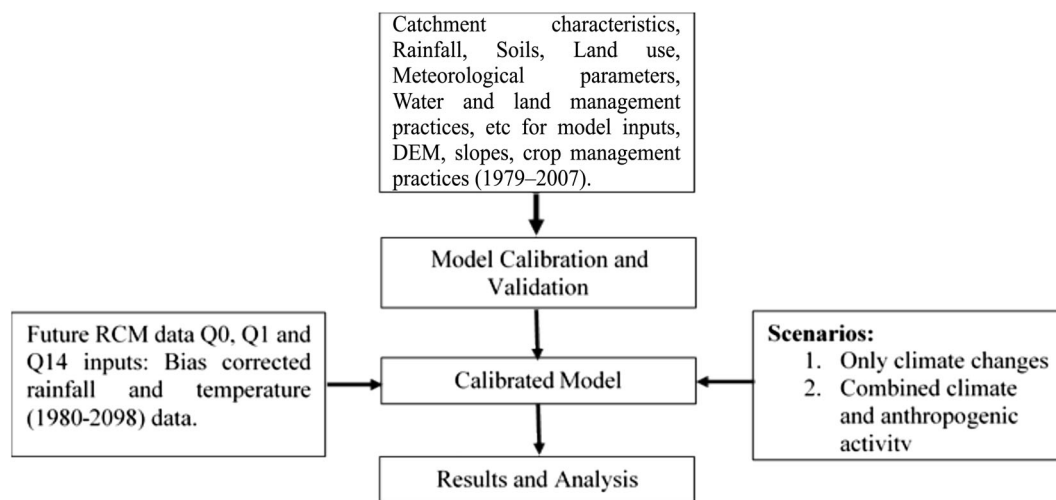 Catchment characteristics,
Rainfall, Soils, Land use,
Meteorological parameters,
Water and land management
practices, etc for model inputs,
DEM, slopes, crop management
practices (1979–2007).
Model Calibration and
Validation
Future RCM data Q0, Q1 and
Q14 inputs: Bias corrected
rainfall and temperature
(1980-2098) data.
Calibrated Model
Scenarios:
1. Only climate changes
2. Combined climate
and anthropogenic
activity
Results and Analysis